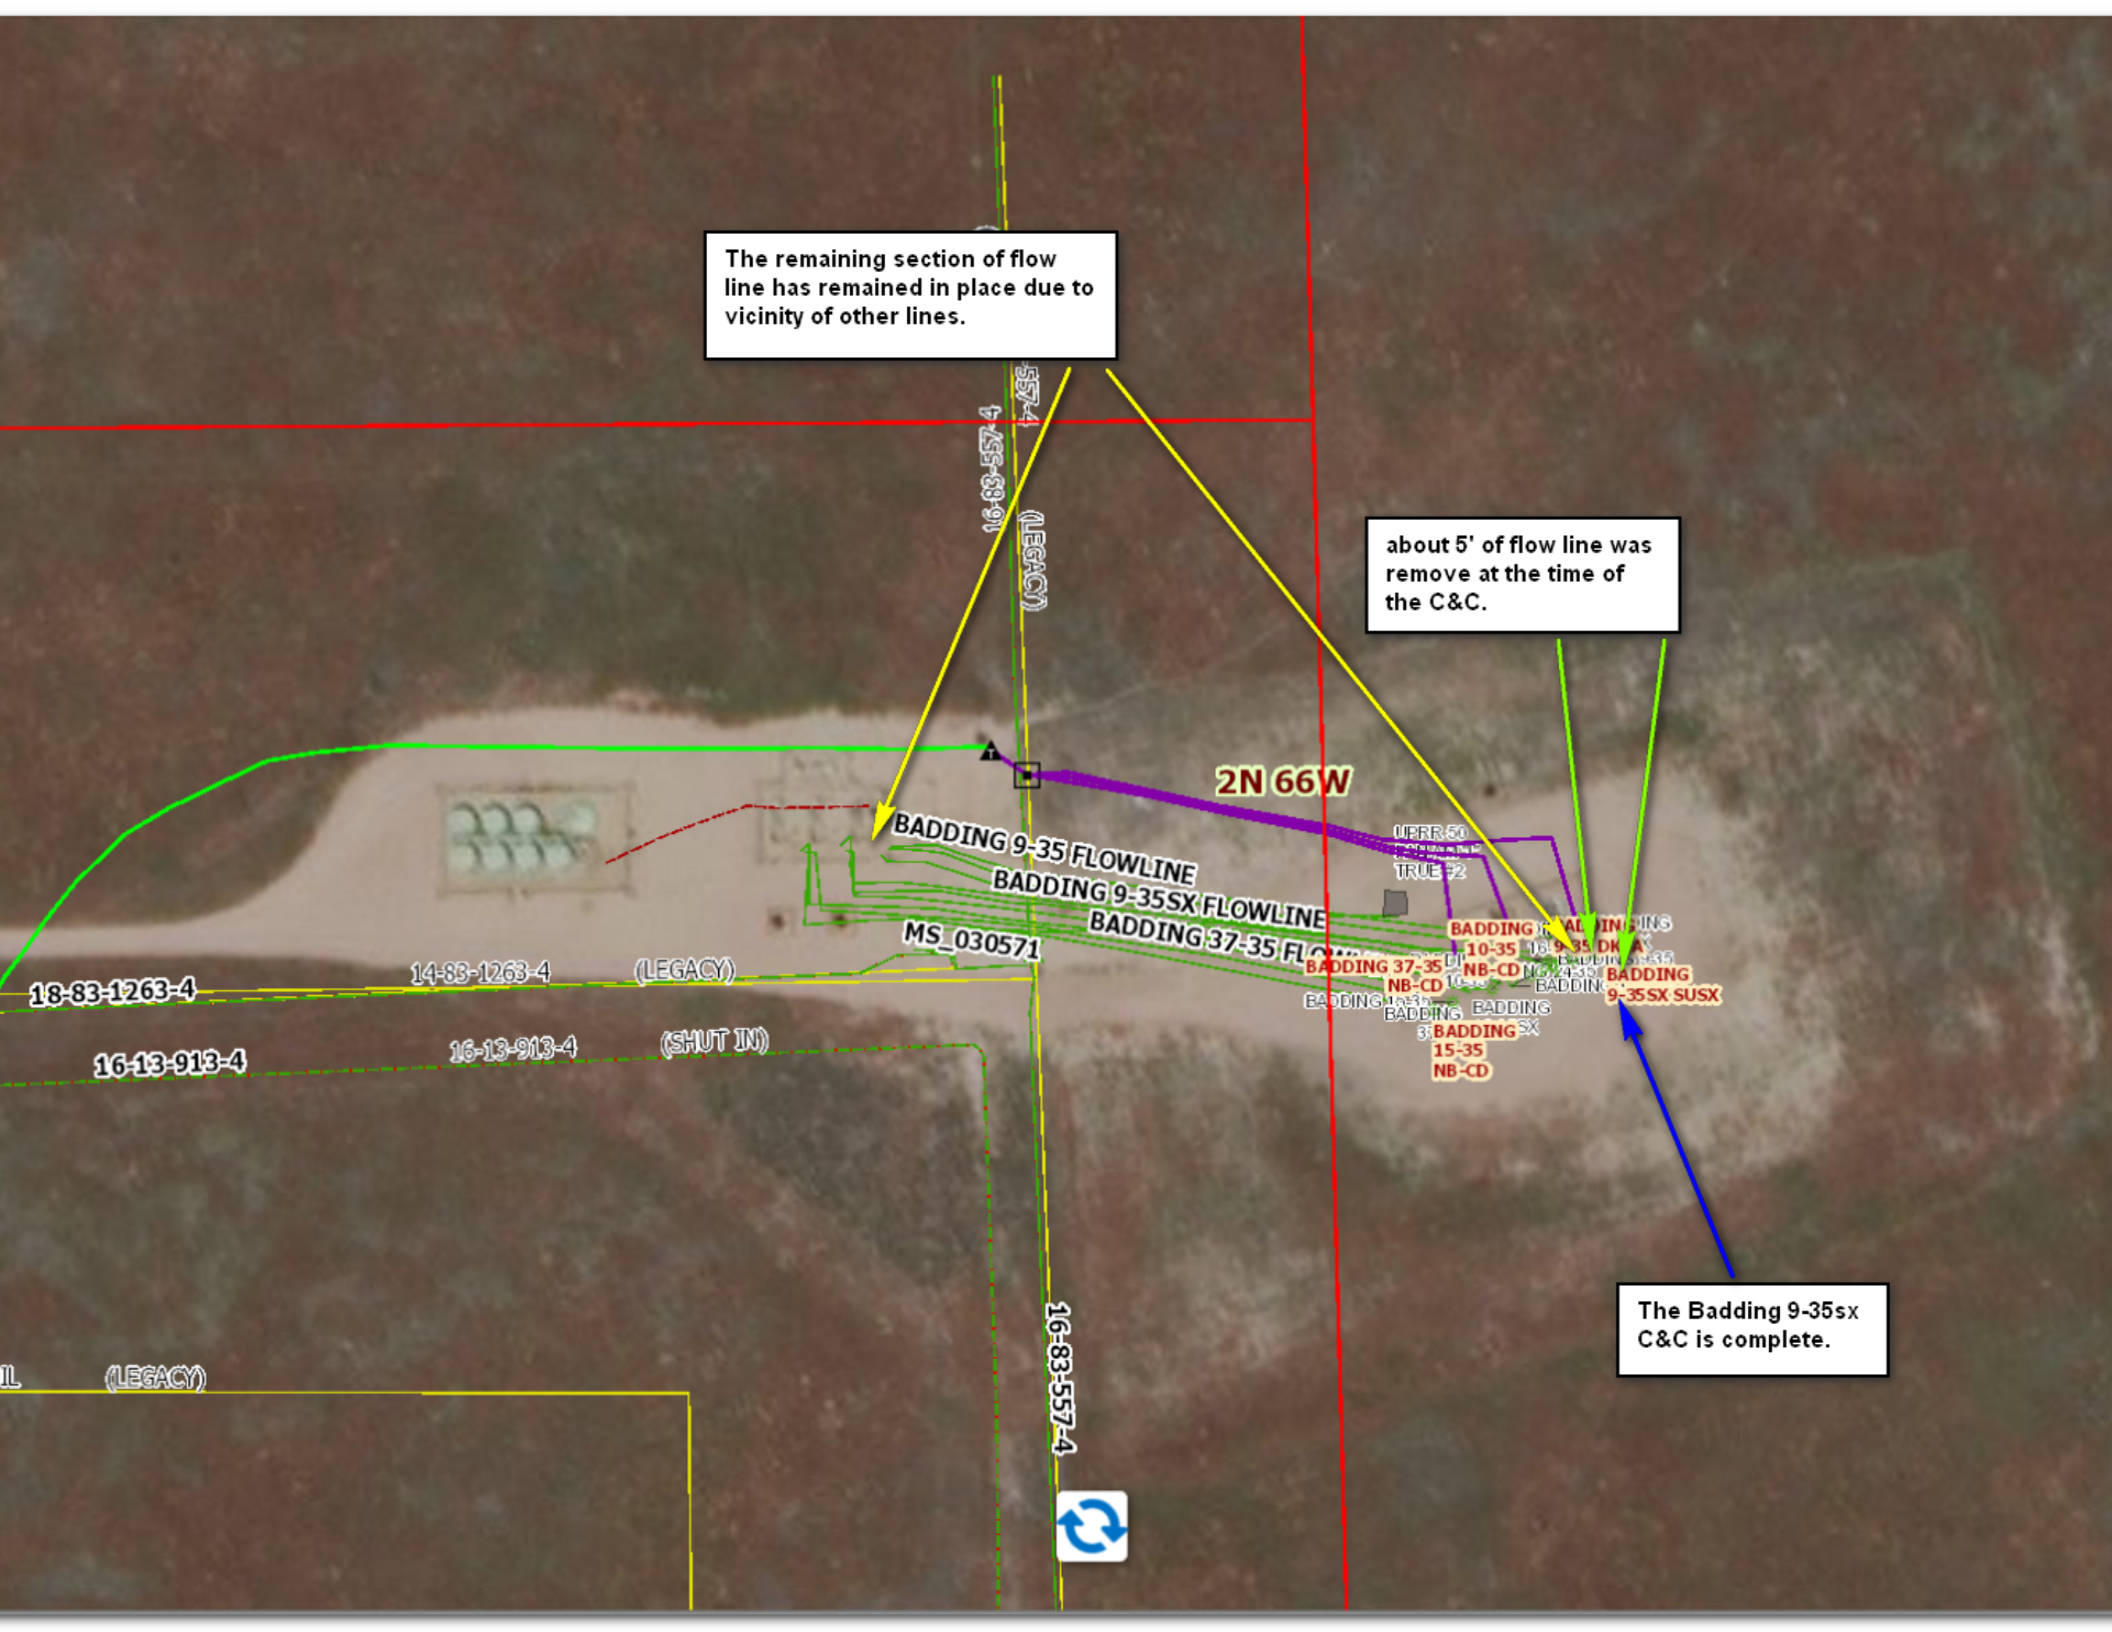 The remaining section of flow
line has remained in place due to
vicinity of other lines.
557-4
16-83-557-4
(LEGACY)
about 5' of flow line was
remove at the time of
the C&C.
2N 66W
UPRR 50
TRUE #2
BADDING 9-35 FLOWLINE
BADDING 9-35SX FLOWLINE
BADDING 37-35
MS_030571
BADDING
10-35
NB-CD
BADDING 37-35
NB-CD
BADDING
9-35SX SUSX
BADDING
BADDING
BADDING
BADDING
BADDING
15-35
NB-CD
14-83-1263-4
(LEGACY)
18-83-1263-4
16-13-913-4
16-13-913-4
(SHUT IN)
The Badding 9-35sx
C&C is complete.
16-83-557-4
IL
(LEGACY)